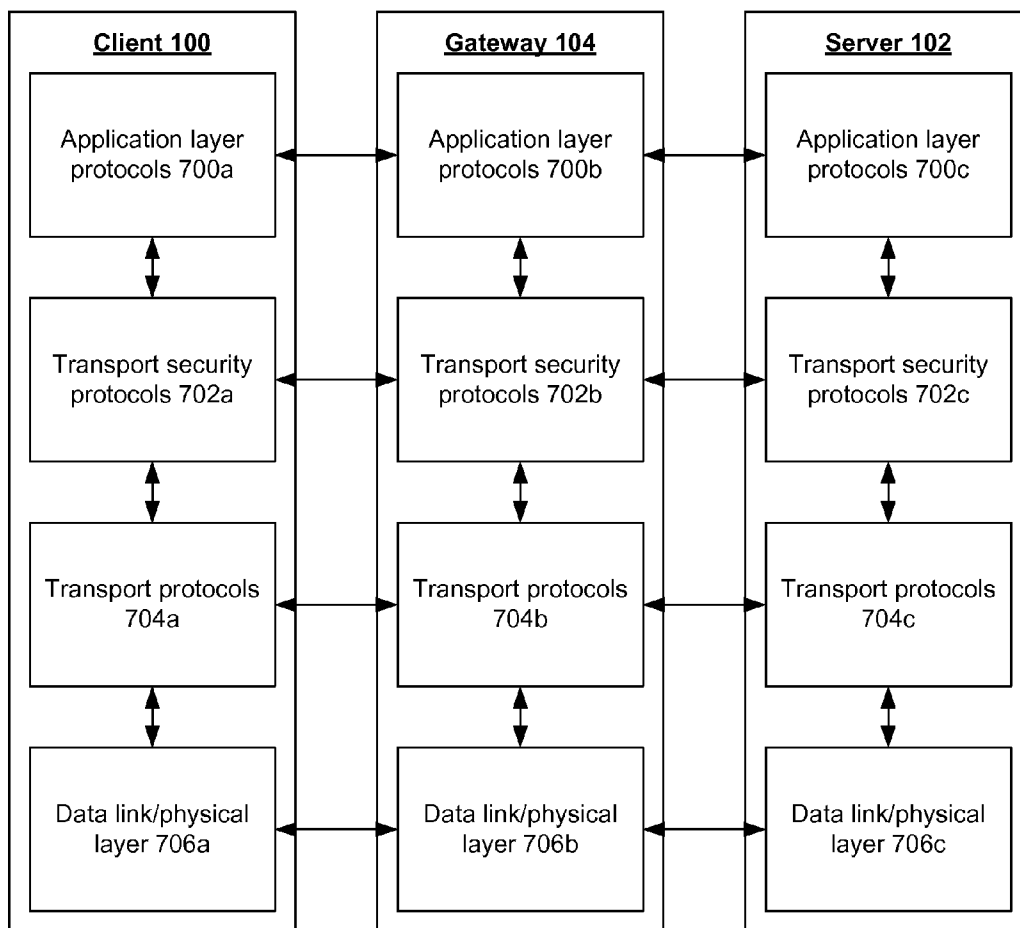 Client 100
Gateway 104
Server 102
Application layer
protocols 700a
Application layer
protocols 700b
Application layer
protocols 700c
Transport security
protocols 702a
Transport security
protocols 702b
Transport security
protocols 702c
Transport protocols
704a
Transport protocols
704b
Transport protocols
704c
Data link/physical
layer 706a
Data link/physical
layer 706b
Data link/physical
layer 706c